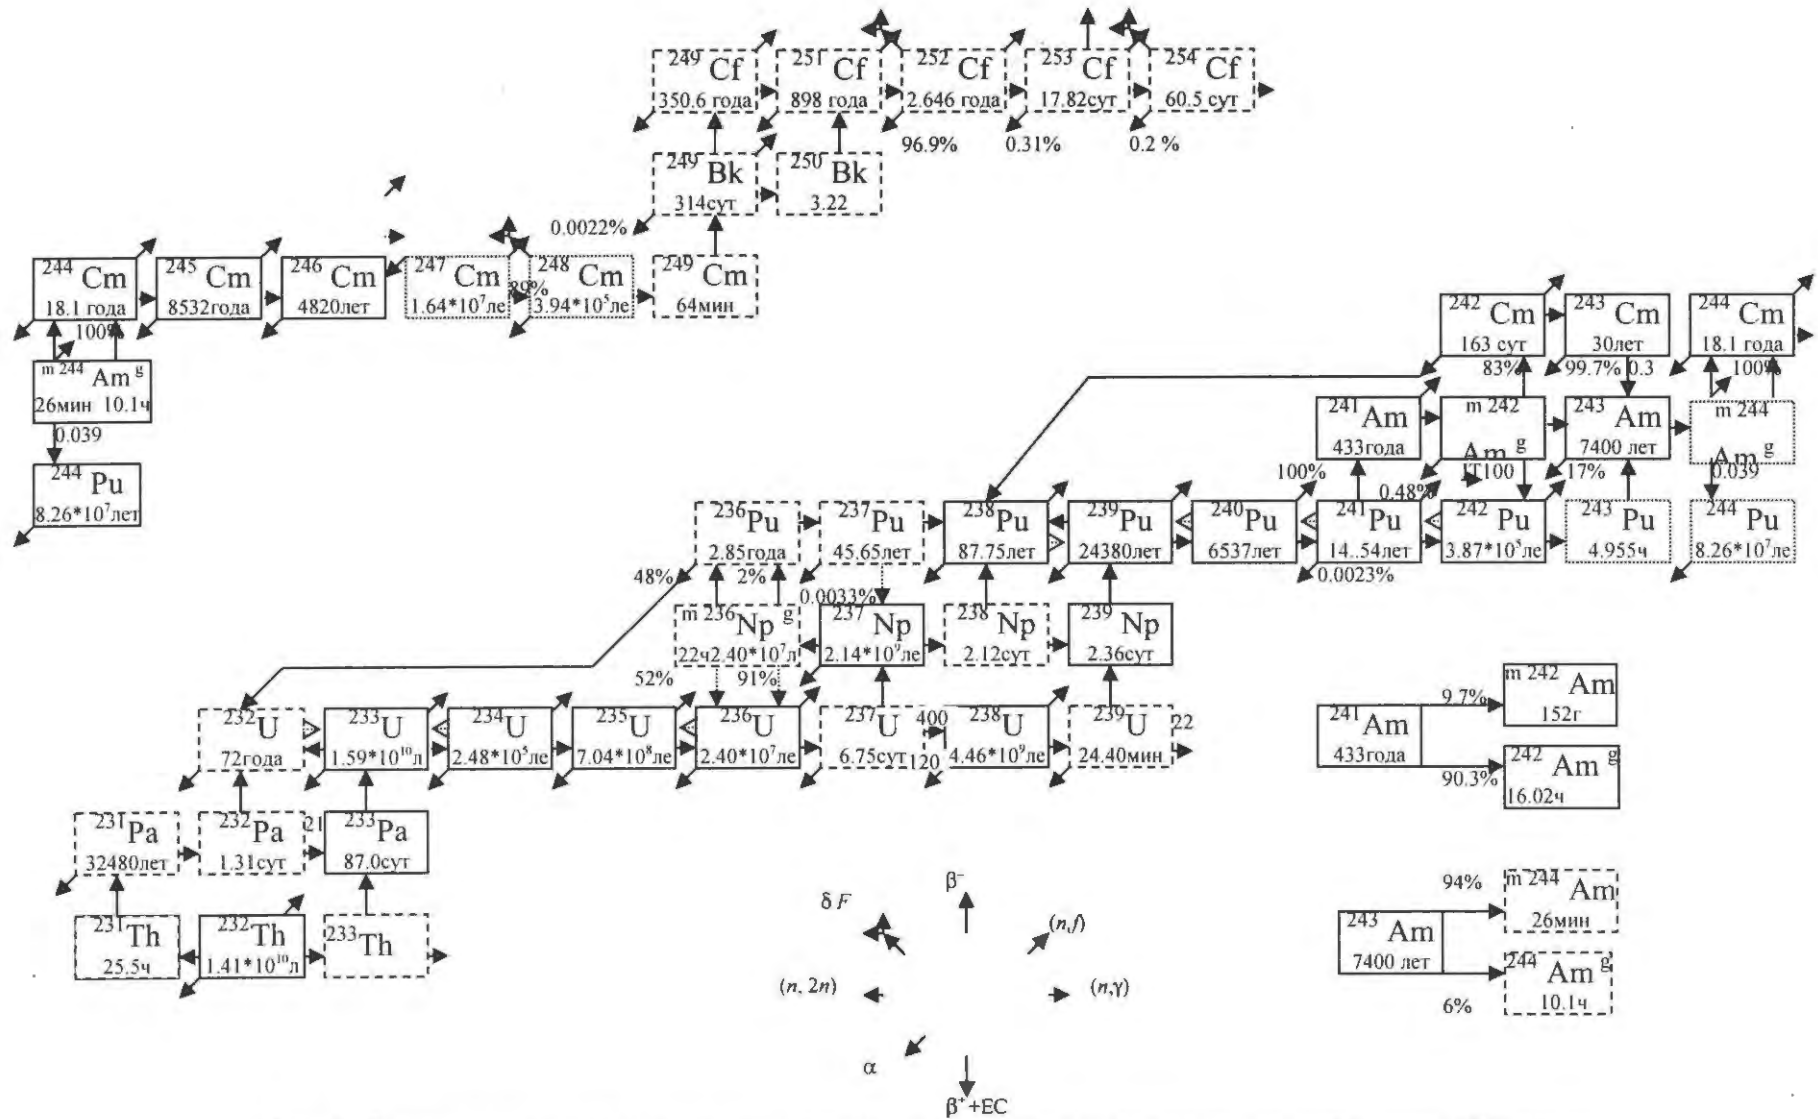 249 Cf 251 Cf 252 Cf 253 Cf 254 Cf
350.6 года 898 года 2.646 года 17.82сут 60.5 сут
96.9% 0.31% 0.2 %
249 Bk 250 Bk
314сут 3.22
0.0022%
244 Cm 245 Cm 246 Cm 247 Cm 248 Cm 249 Cm
18.1 года 8532года 4820лет 1.64*10⁷ле 89% 3.94*10⁵ле 64мин
100%
m 244 Am g
26мин 10.1ч
0.039
244 Pu
8.26*10⁷лет
242 Cm 243 Cm 244 Cm
163 сут 30лет 18.1 года
83% 99.7% 0.3 100%
241 Am m 242 Am g 243 Am m 244 Am g
433года 7400 лет
100% IT100 17% 0.039
0.48%
236 Pu 237 Pu 238 Pu 239 Pu 240 Pu 241 Pu 242 Pu 243 Pu 244 Pu
2.85года 45.65лет 87.75лет 24380лет 6537лет 14..54лет 3.87*10⁵ле 4.955ч 8.26*10⁷ле
48% 2% 0.0033% 0.0023%
m 236 Np g 237 Np 238 Np 239 Np
22ч2.40*10⁷л 2.14*10⁹ле 2.12сут 2.36сут
52% 91%
232 U 233 U 234 U 235 U 236 U 237 U 400 238 U 239 U 22
72года 1.59*10¹⁰л 2.48*10⁵ле 7.04*10⁸ле 2.40*10⁷ле 6.75сут 120 4.46*10⁹ле 24.40мин
231 Pa 232 Pa 21 233 Pa
32480лет 1.31сут 87.0сут
231 Th 232 Th 233 Th
25.5ч 1.41*10¹⁰л
241 Am
433года
9.7%
m 242 Am
152г
90.3%
242 Am g
16.02ч
243 Am
7400 лет
94%
m 244 Am
26мин
6%
244 Am g
10.1ч
β⁻
δ F (n,f)
(n, 2n) (n,γ)
α
β⁺+EC